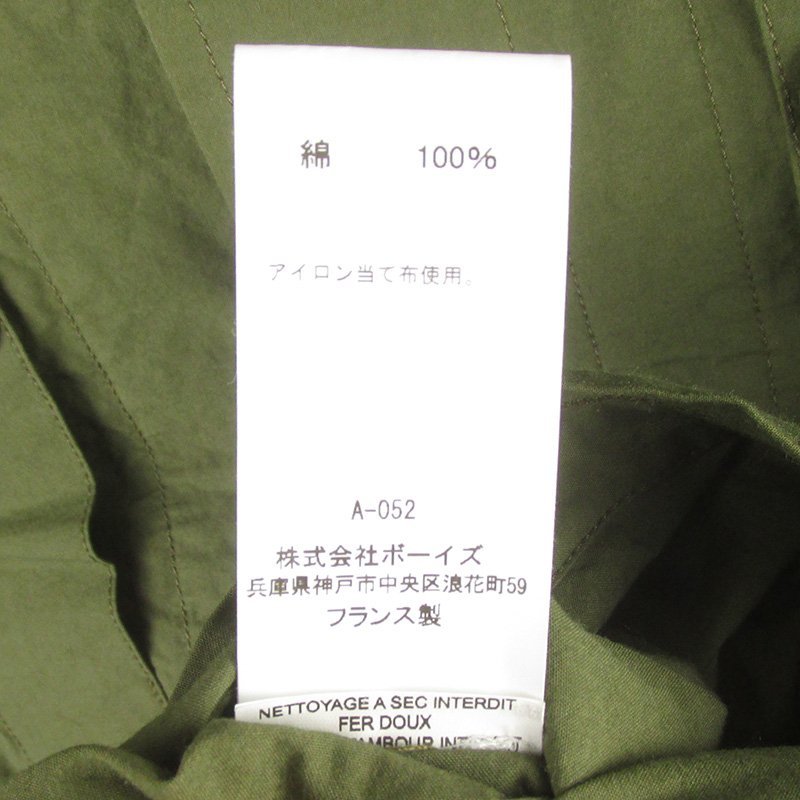 綿 100%
アイロン当て布使用。
A-052
株式会社ボーイズ
兵庫県神戸市中央区浪花町59
フランス製
NETTOYAGE A SEC INTERDIT
FER DOUX